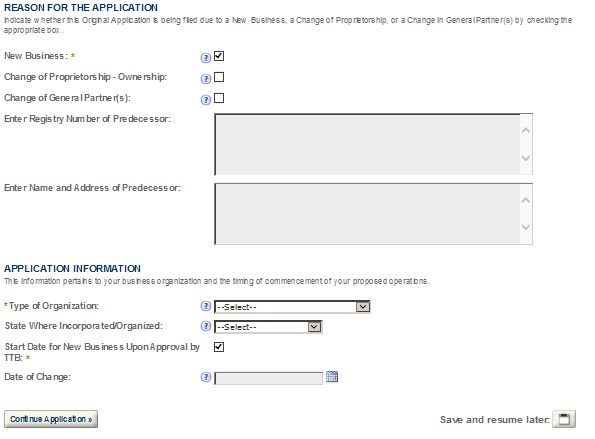 REASON FOR THE APPLICATION
Indicate whether this Original Application is being filed due to a New Business, a Change of Proprietorship, or a Change in General Partner(s) by checking the
appropriate box.
New Business: *
Change of Proprietorship - Ownership:
Change of General Partner(s):
Enter Registry Number of Predecessor:
Enter Name and Address of Predecessor:
APPLICATION INFORMATION
This information pertains to your business organization and the timing of commencement of your proposed operations.
* Type of Organization: --Select--
State Where Incorporated/Organized: --Select--
Start Date for New Business Upon Approval by
TTB: *
Date of Change:
Continue Application » Save and resume later: